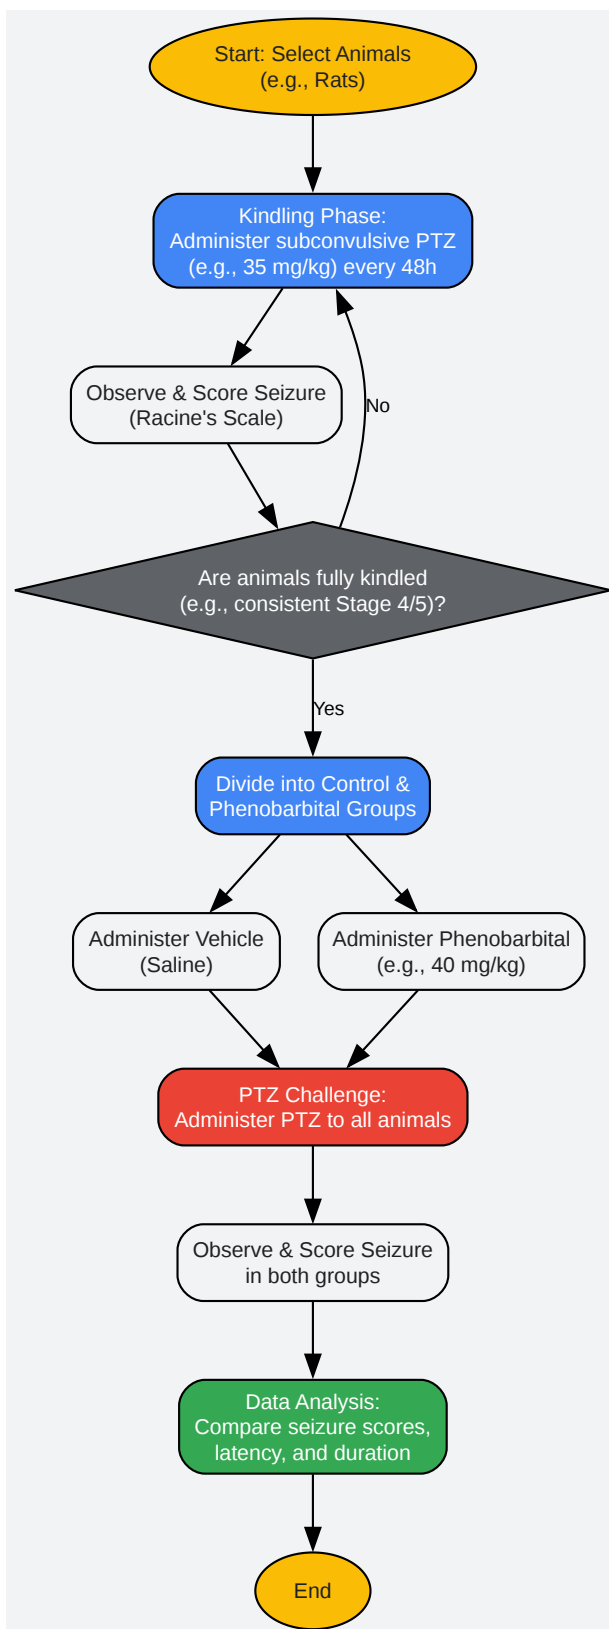 Start: Select Animals
(e.g., Rats)
Kindling Phase:
Administer subconvulsive PTZ
(e.g., 35 mg/kg) every 48h
Observe & Score Seizure
(Racine's Scale)
No
Are animals fully kindled
(e.g., consistent Stage 4/5)?
Yes
Divide into Control &
Phenobarbital Groups
Administer Vehicle
(Saline)
Administer Phenobarbital
(e.g., 40 mg/kg)
PTZ Challenge:
Administer PTZ to all animals
Observe & Score Seizure
in both groups
Data Analysis:
Compare seizure scores,
latency, and duration
End